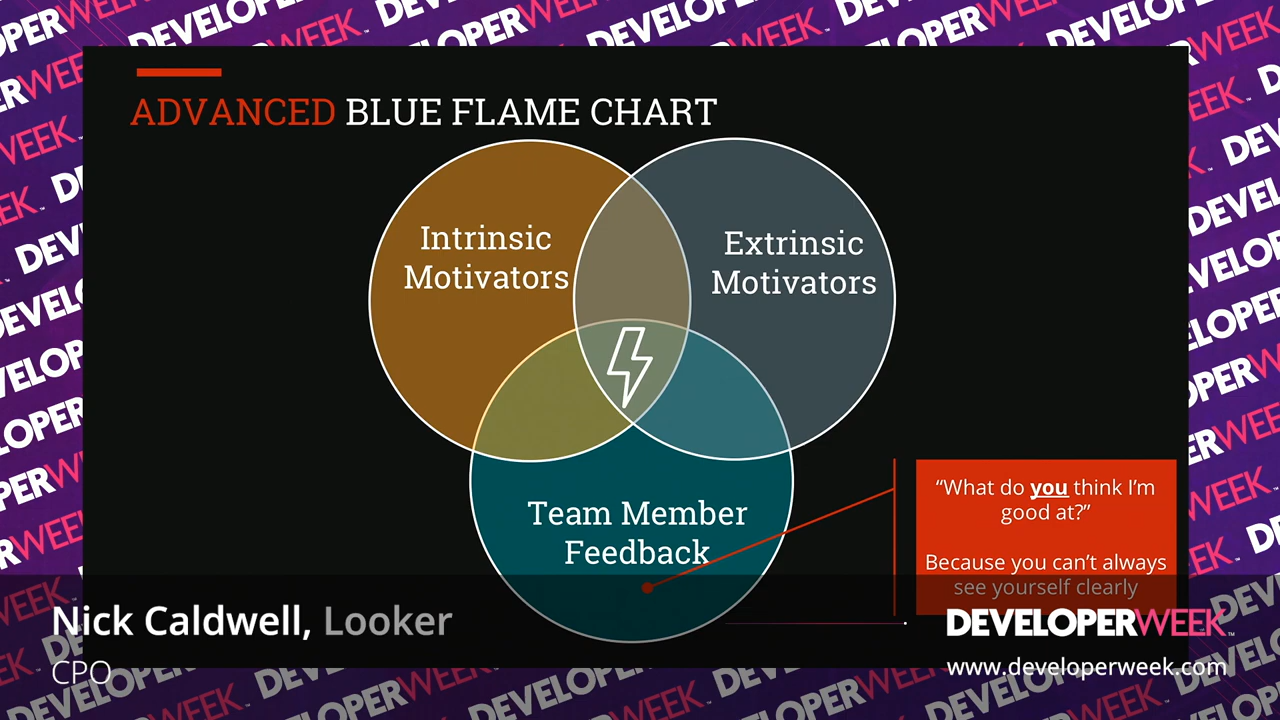 ADVANCED BLUE FLAME CHART
Intrinsic
Motivators
Extrinsic
Motivators
Team Member
Feedback
“What do you think I’m
good at?”
Because you can’t always
see yourself clearly
Nick Caldwell, Looker
CPO
DEVELOPERWEEK™
www.developerweek.com